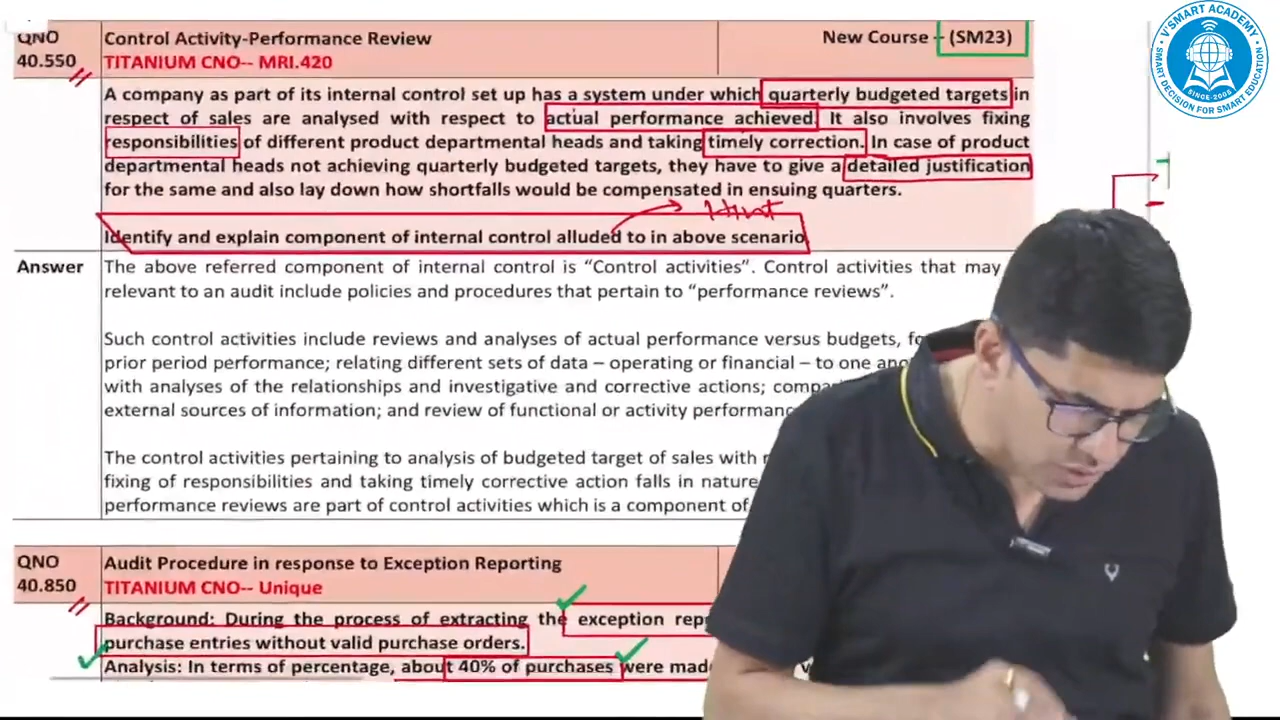 QNO
40.550
Control Activity-Performance Review
TITANIUM CNO-- MRI.420
New Course – (SM23)
A company as part of its internal control set up has a system under which quarterly budgeted targets in
respect of sales are analysed with respect to actual performance achieved. It also involves fixing
responsibilities of different product departmental heads and taking timely correction. In case of product
departmental heads not achieving quarterly budgeted targets, they have to give a detailed justification
for the same and also lay down how shortfalls would be compensated in ensuing quarters.
Hint
Identify and explain component of internal control alluded to in above scenario
Answer
The above referred component of internal control is “Control activities”. Control activities that may
relevant to an audit include policies and procedures that pertain to “performance reviews”.
Such control activities include reviews and analyses of actual performance versus budgets,
prior period performance; relating different sets of data – operating or financial – to one
with analyses of the relationships and investigative and corrective actions;
external sources of information; and review of functional or activity
The control activities pertaining to analysis of budgeted target of sales with
fixing of responsibilities and taking timely corrective action falls in nature
performance reviews are part of control activities which is a component of
QNO
40.850
Audit Procedure in response to Exception Reporting
TITANIUM CNO-- Unique
Background: During the process of extracting the exception
purchase entries without valid purchase orders.
Analysis: In terms of percentage, about 40% of purchases were made
V'SMART ACADEMY
SINCE-2005
SMART DECISION FOR SMART EDUCATION